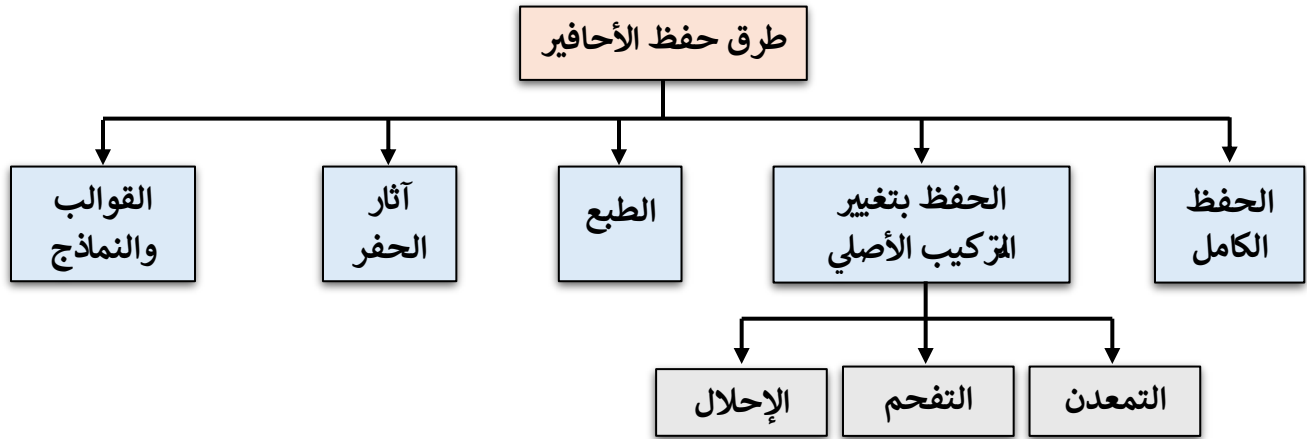 طرق حفظ الأحافير
الحفظ
الكامل
الحفظ بتغيير
التركيب الأصلي
الطبع
آثار
الحفر
القوالب
والنماذج
التمعدن
التفحم
الإحلال